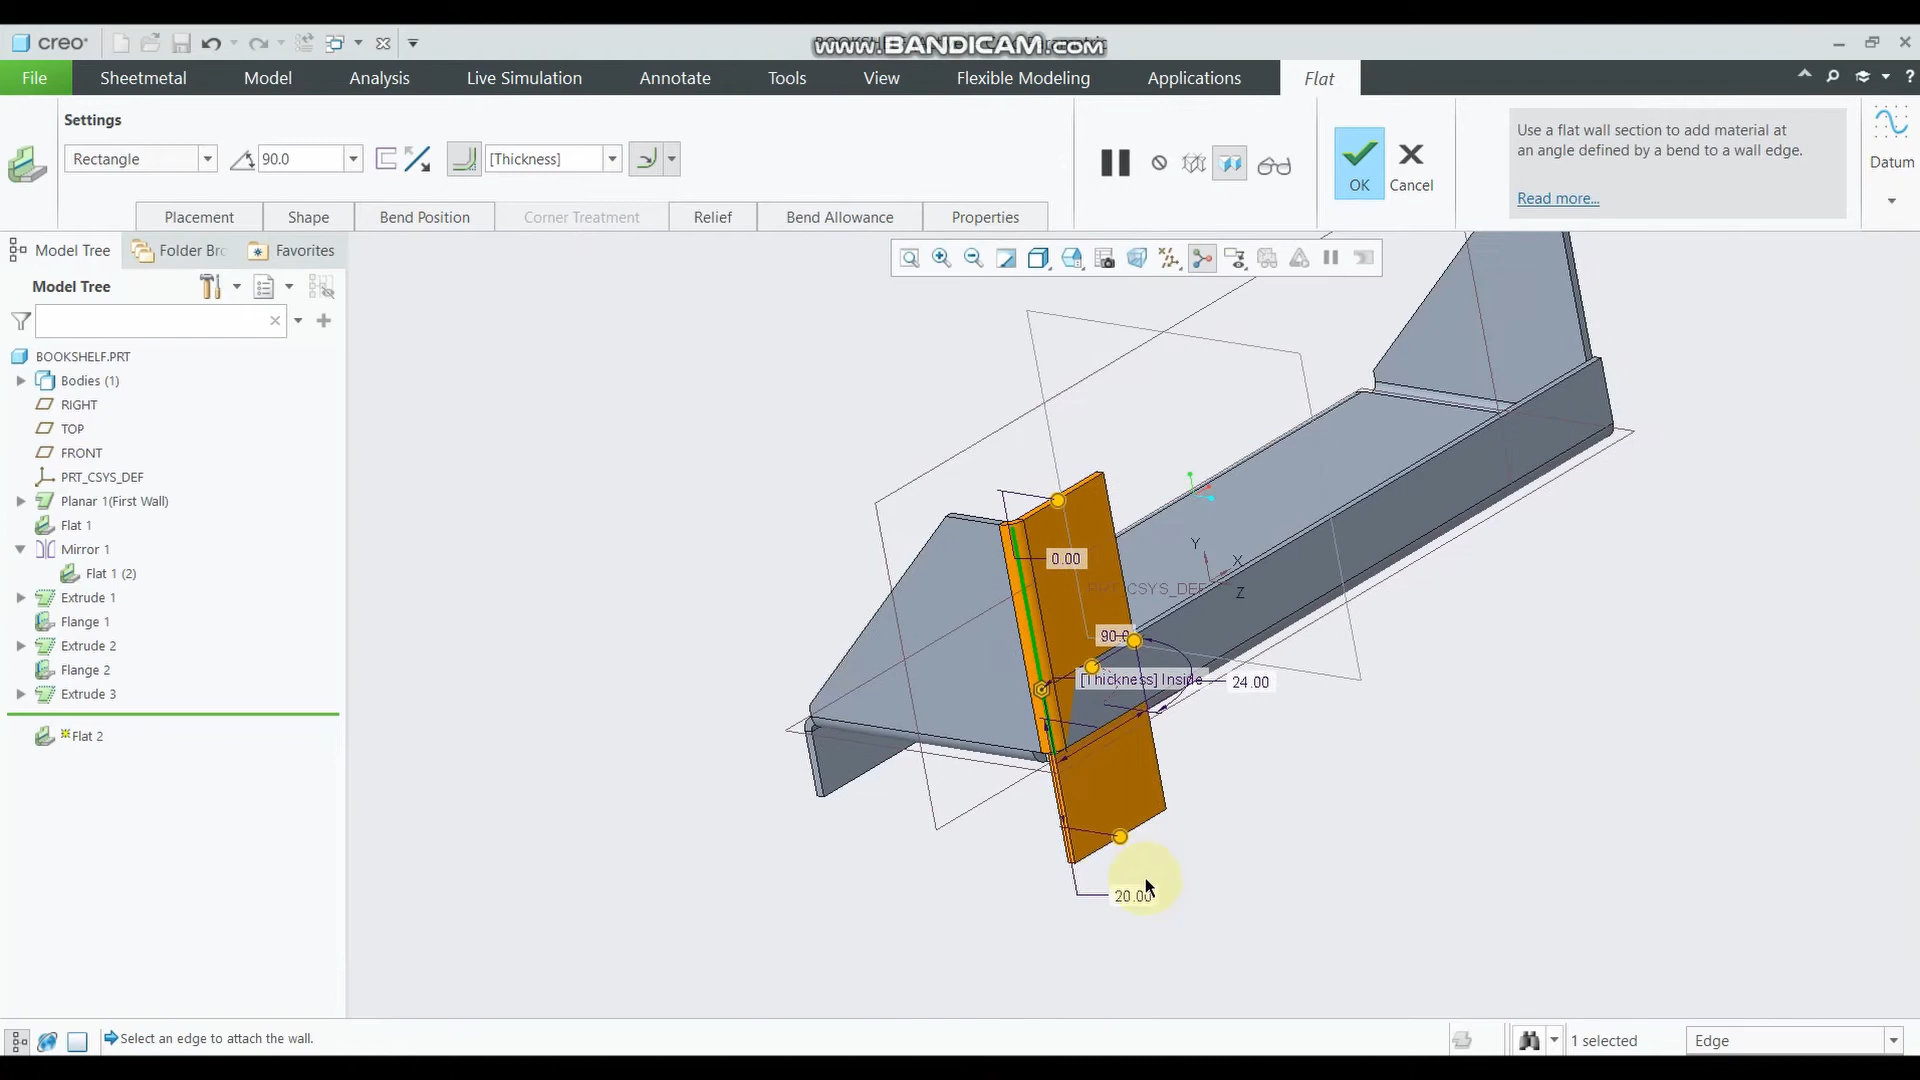 creo
www.BANDICAM.com
File
Sheetmetal
Model
Analysis
Live Simulation
Annotate
Tools
View
Flexible Modeling
Applications
Flat
Settings
Rectangle
90.0
[Thickness]
OK
Cancel
Use a flat wall section to add material at
an angle defined by a bend to a wall edge.
Read more...
Datum
Placement
Shape
Bend Position
Corner Treatment
Relief
Bend Allowance
Properties
Model Tree
Folder Br
Favorites
Model Tree
BOOKSHELF.PRT
Bodies (1)
RIGHT
TOP
FRONT
PRT_CSYS_DEF
Planar 1(First Wall)
Flat 1
Mirror 1
Flat 1 (2)
Extrude 1
Flange 1
Extrude 2
Flange 2
Extrude 3
Flat 2
0.00
Y
X
Z
PRT_CSYS_DEF
90.0
[Thickness] Inside
24.00
20.00
Select an edge to attach the wall.
1 selected
Edge